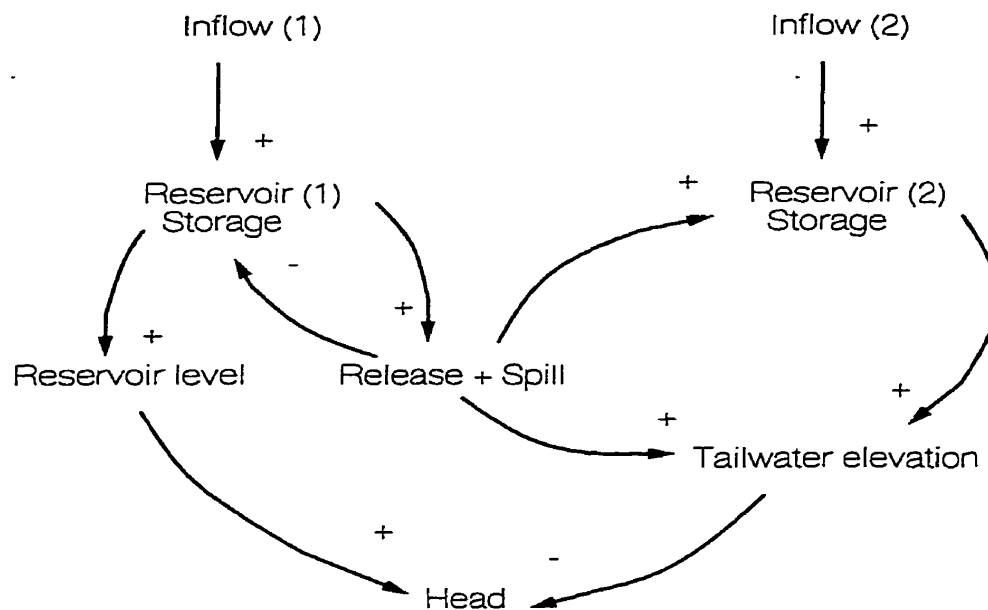 Inflow (1)
Inflow (2)
+
+
Reservoir (1)
Storage
+
Reservoir (2)
Storage
-
+
+
Reservoir level
Release + Spill
+
+
Tailwater elevation
+
-
Head